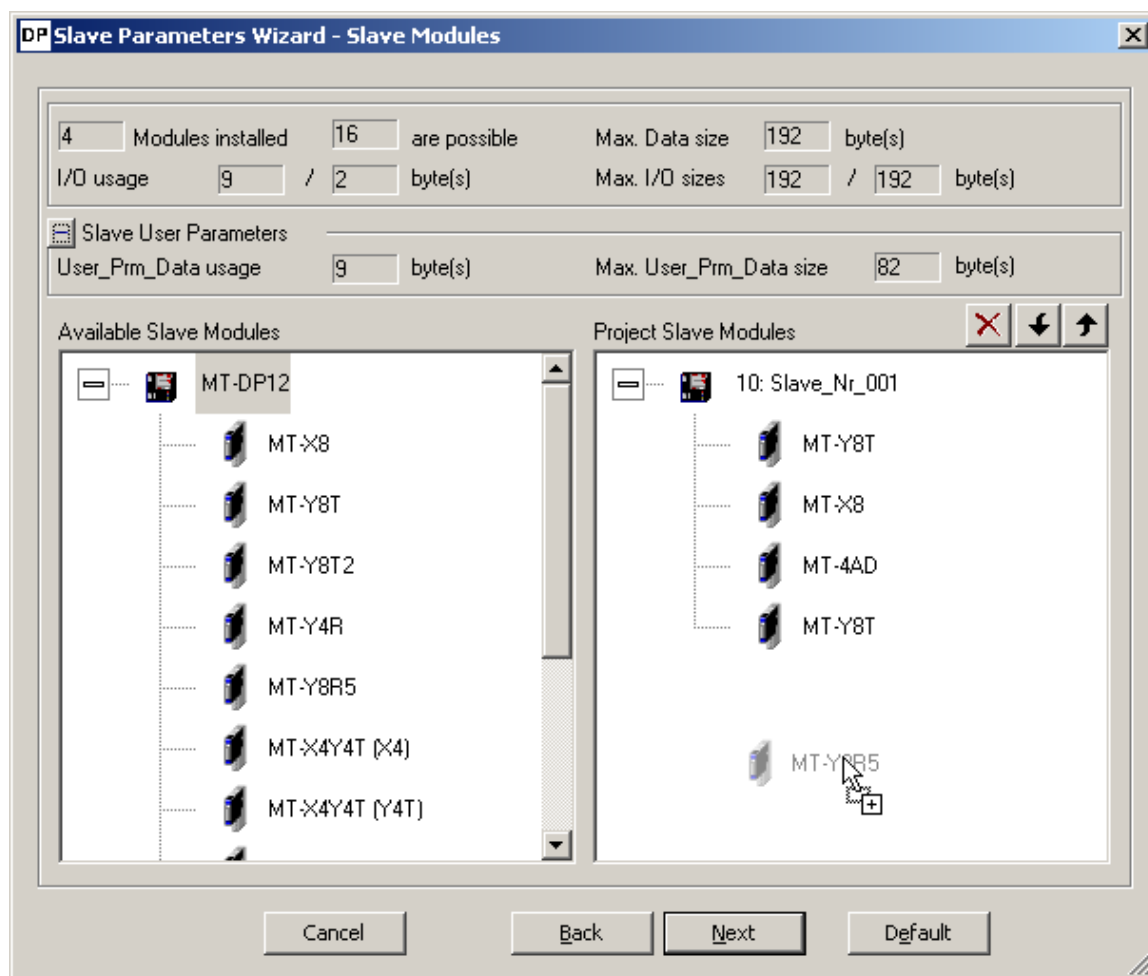 DP Slave Parameters Wizard - Slave Modules
4 Modules installed 16 are possible Max. Data size 192 byte(s)
I/O usage 9 / 2 byte(s) Max. I/O sizes 192 / 192 byte(s)
Slave User Parameters
User_Prm_Data usage 9 byte(s) Max. User_Prm_Data size 82 byte(s)
Available Slave Modules
MT-DP12
MT-X8
MT-Y8T
MT-Y8T2
MT-Y4R
MT-Y8R5
MT-X4Y4T (X4)
MT-X4Y4T (Y4T)
Project Slave Modules
10: Slave_Nr_001
MT-Y8T
MT-X8
MT-4AD
MT-Y8T
MT-Y8R5
Cancel Back Next Default